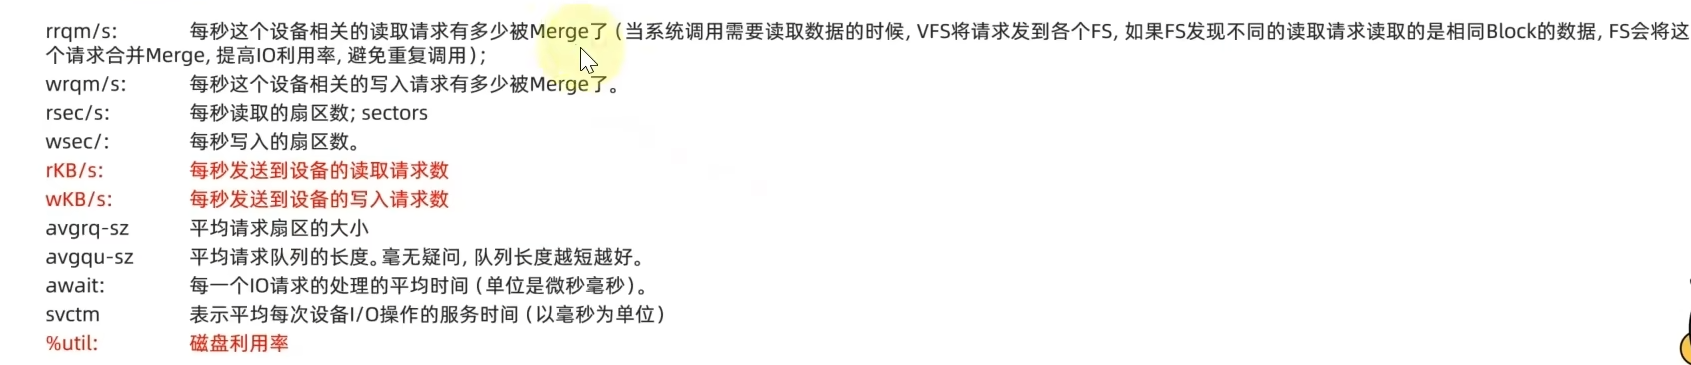 rrqm/s: 每秒这个设备相关的读取请求有多少被Merge了（当系统调用需要读取数据的时候, VFS将请求发到各个FS, 如果FS发现不同的读取请求读取的是相同Block的数据, FS会将这
个请求合并Merge, 提高IO利用率, 避免重复调用）;
wrqm/s: 每秒这个设备相关的写入请求有多少被Merge了。
rsec/s: 每秒读取的扇区数; sectors
wsec/: 每秒写入的扇区数。
rKB/s: 每秒发送到设备的读取请求数
wKB/s: 每秒发送到设备的写入请求数
avgrq-sz 平均请求扇区的大小
avgqu-sz 平均请求队列的长度。毫无疑问, 队列长度越短越好。
await: 每一个IO请求的处理的平均时间（单位是微秒毫秒）。
svctm 表示平均每次设备I/O操作的服务时间（以毫秒为单位）
%util: 磁盘利用率